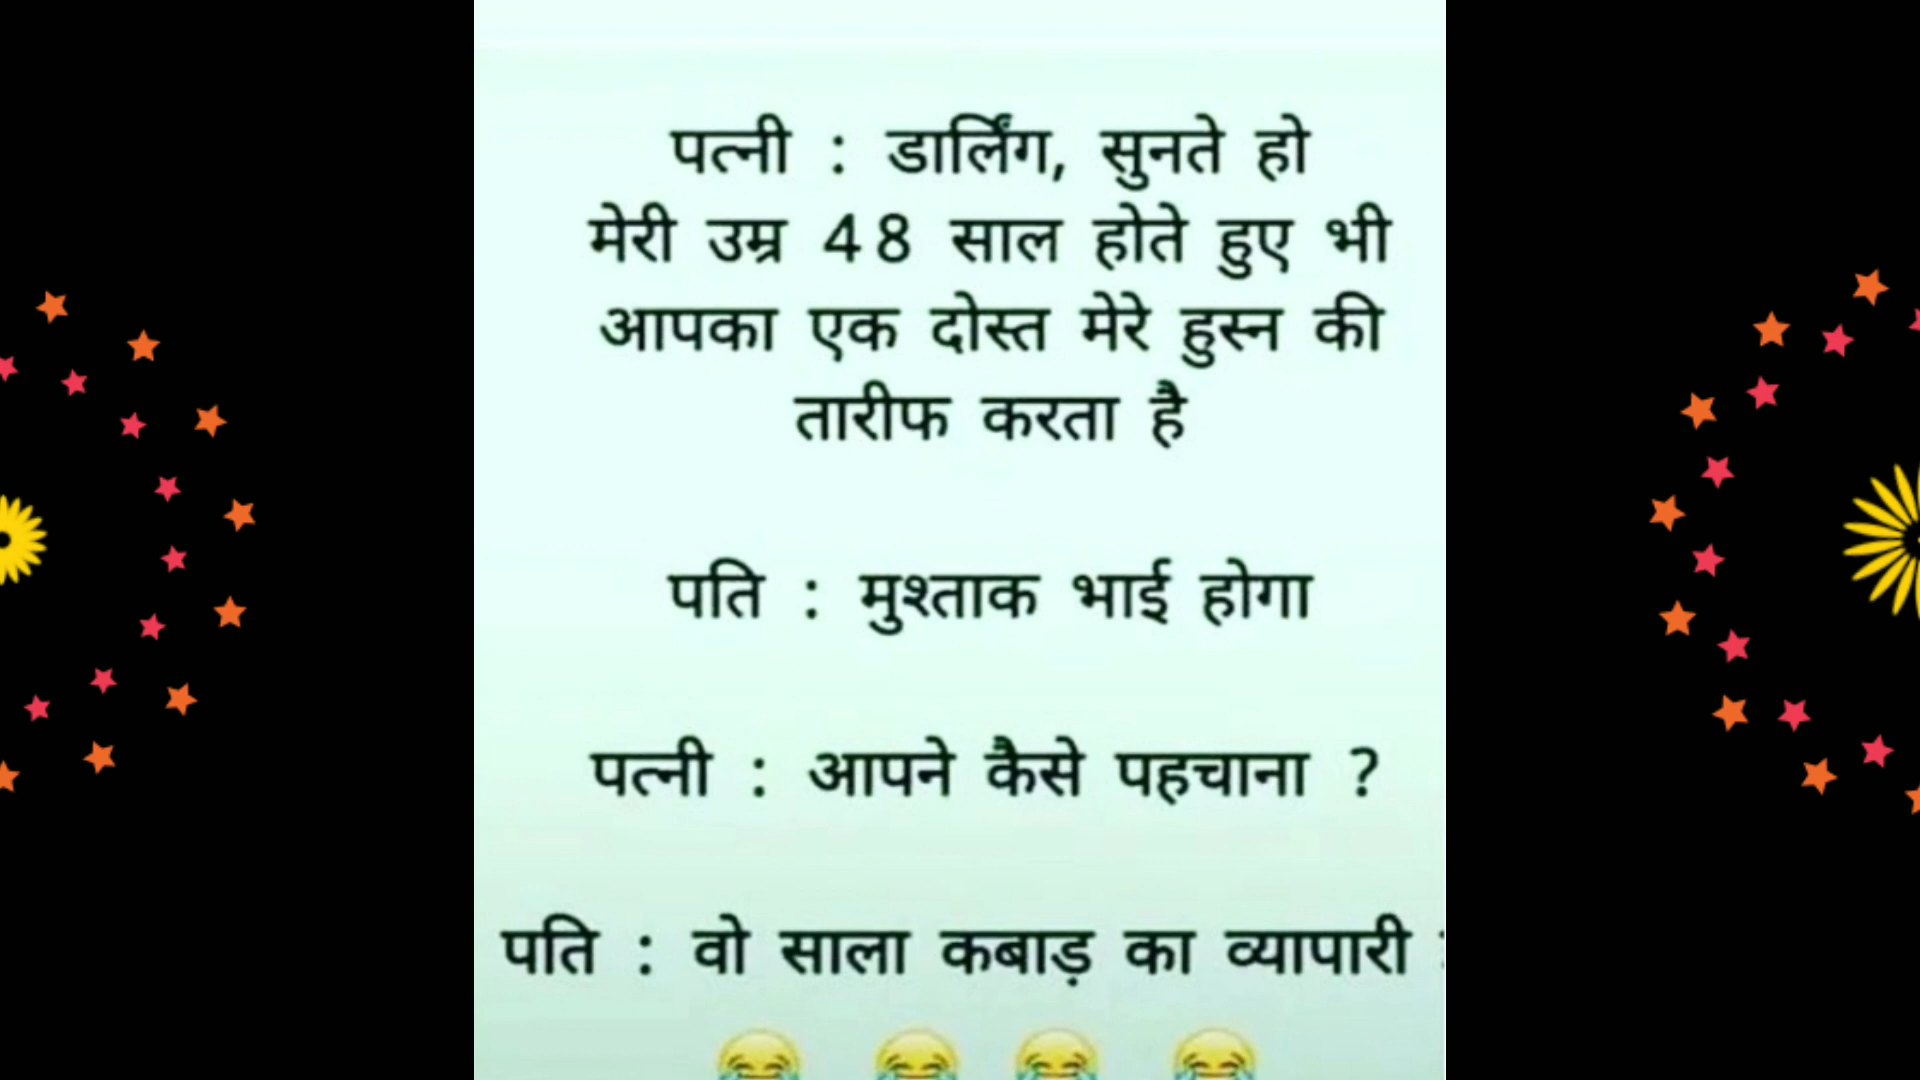 पत्नी : डार्लिंग, सुनते हो
मेरी उम्र 48 साल होते हुए भी
आपका एक दोस्त मेरे हुस्न की
तारीफ करता है
पति : मुश्ताक भाई होगा
पत्नी : आपने कैसे पहचाना ?
पति : वो साला कबाड़ का व्यापारी